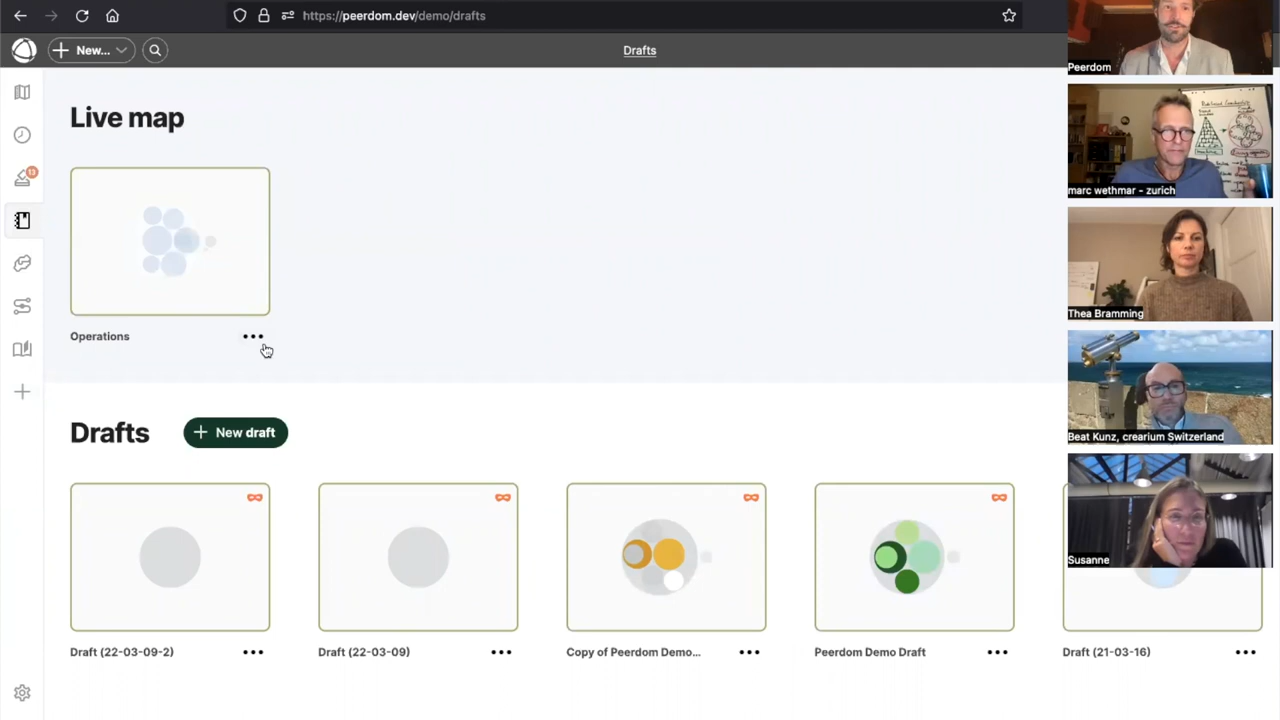 https://peerdom.dev/demo/drafts
New...
Drafts
Peerdom
Live map
13
marc wethmar - zurich
Thea Bramming
Operations
Beat Kunz, crearium Switzerland
Drafts
New draft
Susanne
Draft (22-03-09-2)
Draft (22-03-09)
Copy of Peerdom Demo...
Peerdom Demo Draft
Draft (21-03-16)